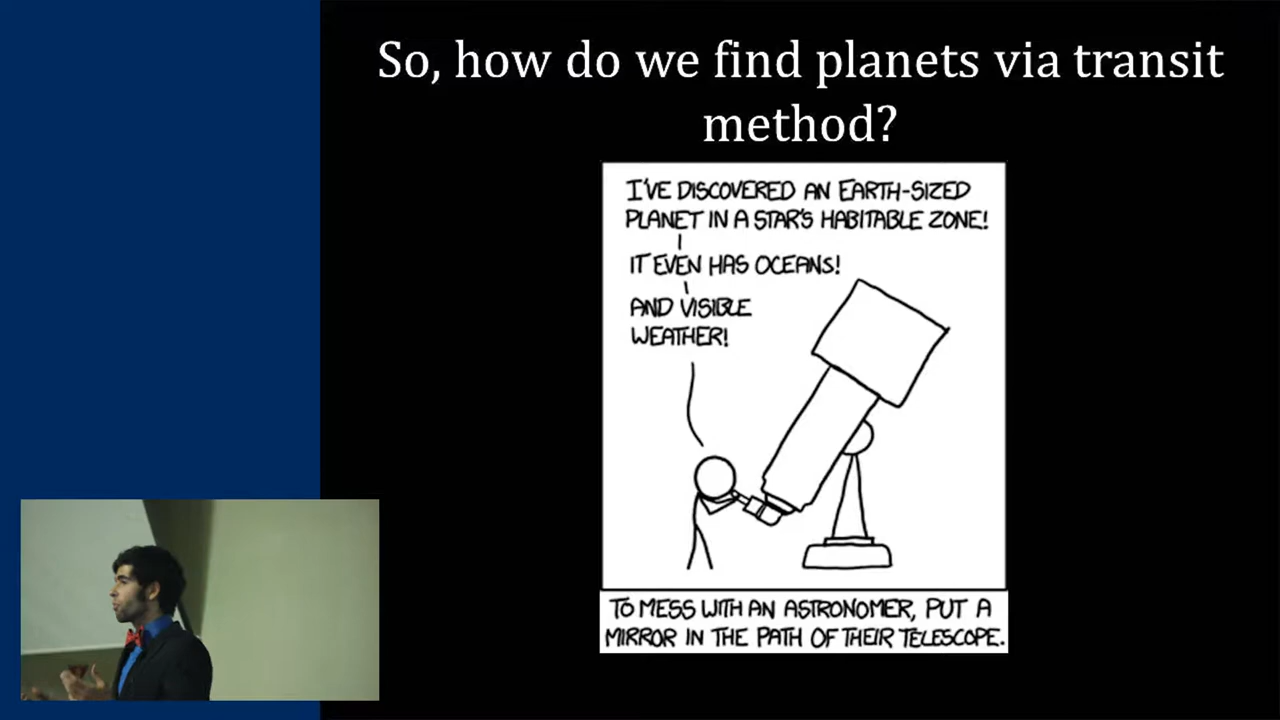 So, how do we find planets via transit
method?
I'VE DISCOVERED AN EARTH-SIZED
PLANET IN A STAR'S HABITABLE ZONE!
IT EVEN HAS OCEANS!
AND VISIBLE
WEATHER!
TO MESS WITH AN ASTRONOMER, PUT A
MIRROR IN THE PATH OF THEIR TELESCOPE.